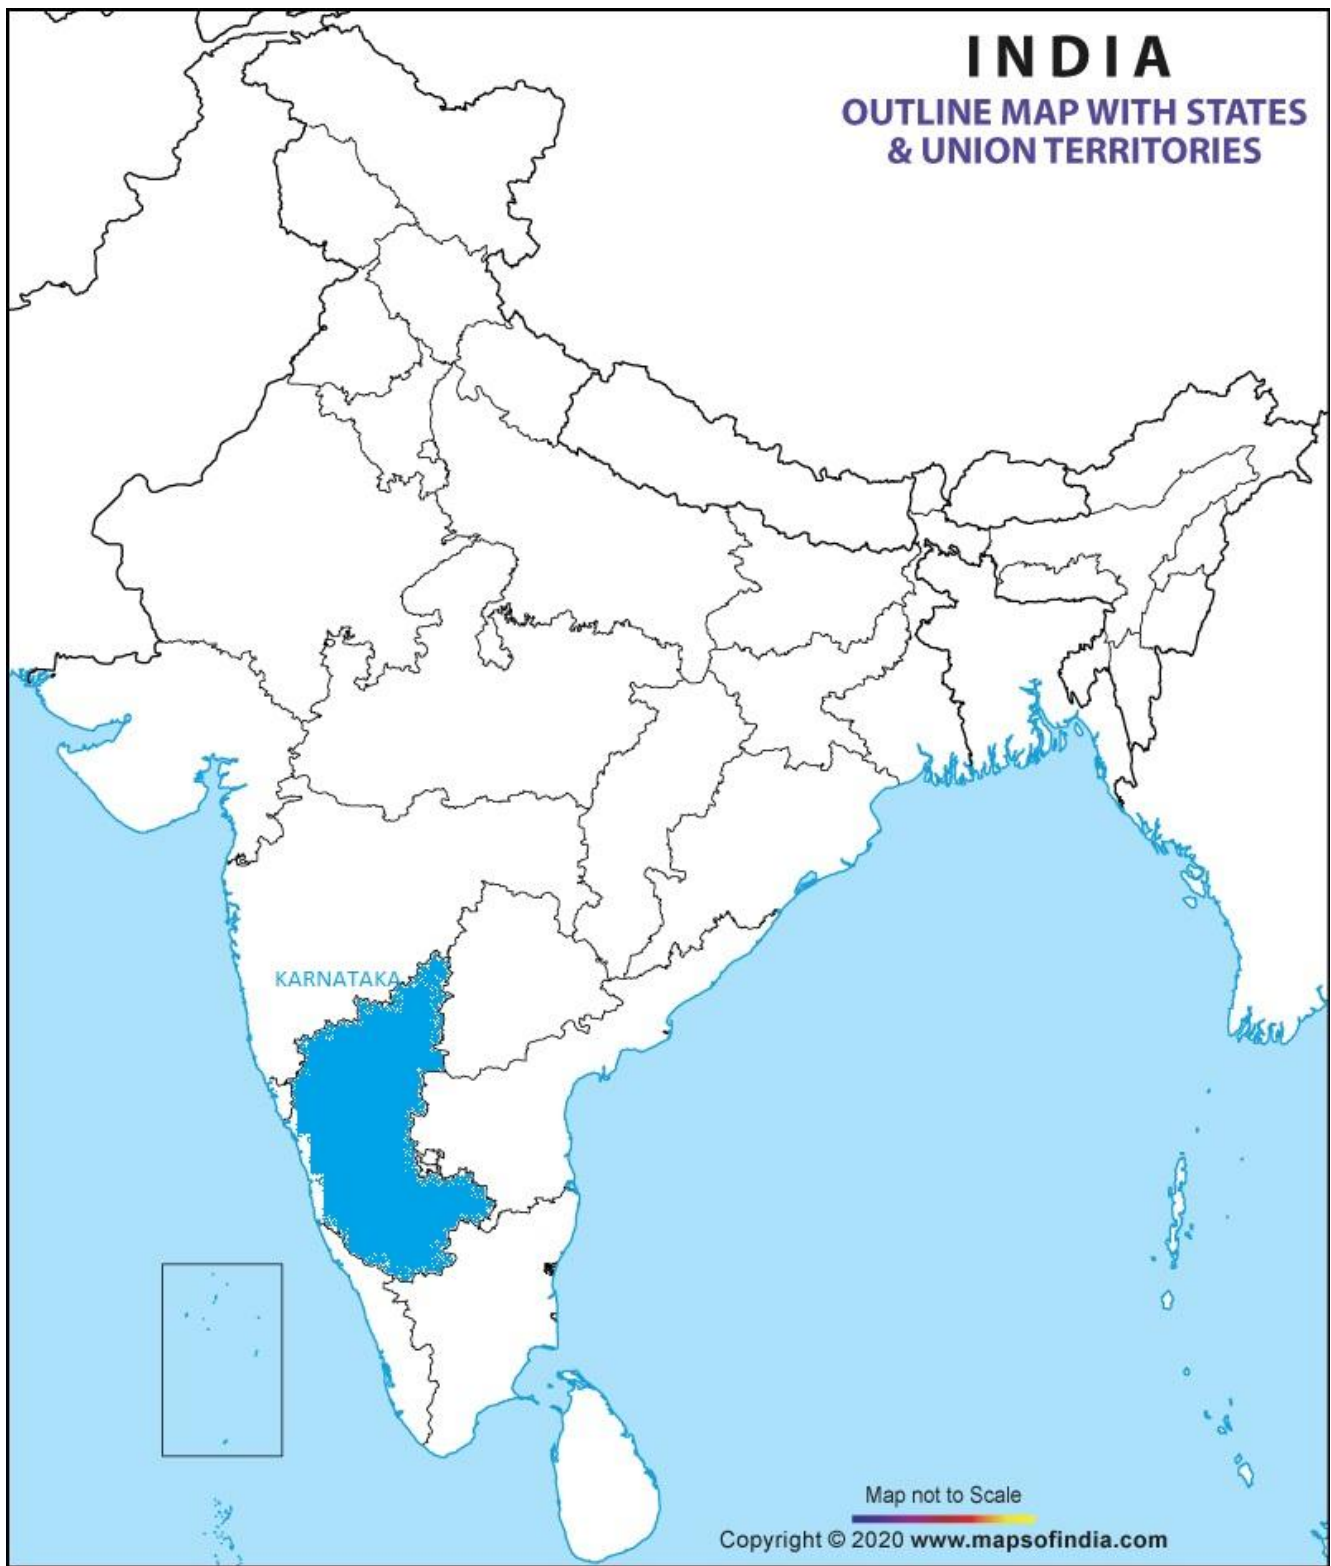 INDIA
OUTLINE MAP WITH STATES
& UNION TERRITORIES
KARNATAKA
Map not to Scale
Copyright © 2020 www.mapsofindia.com